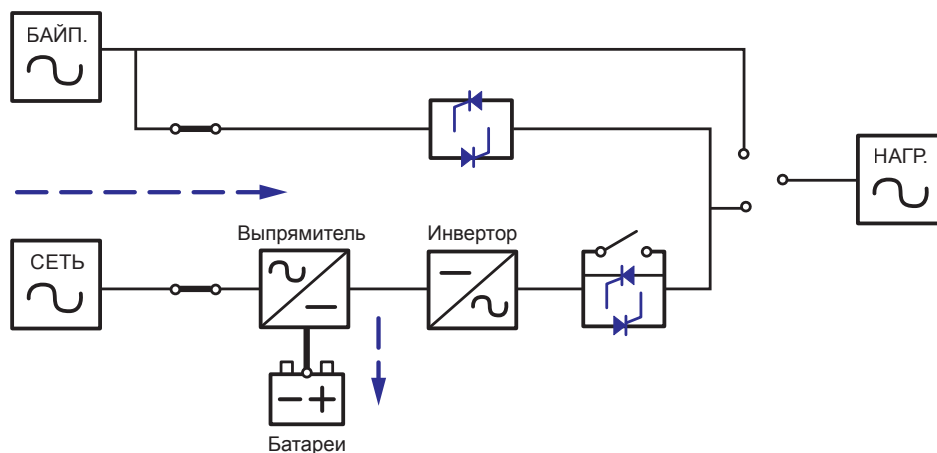 БАЙП.
НАГР.
Выпрямитель
Инвертор
СЕТЬ
Батареи